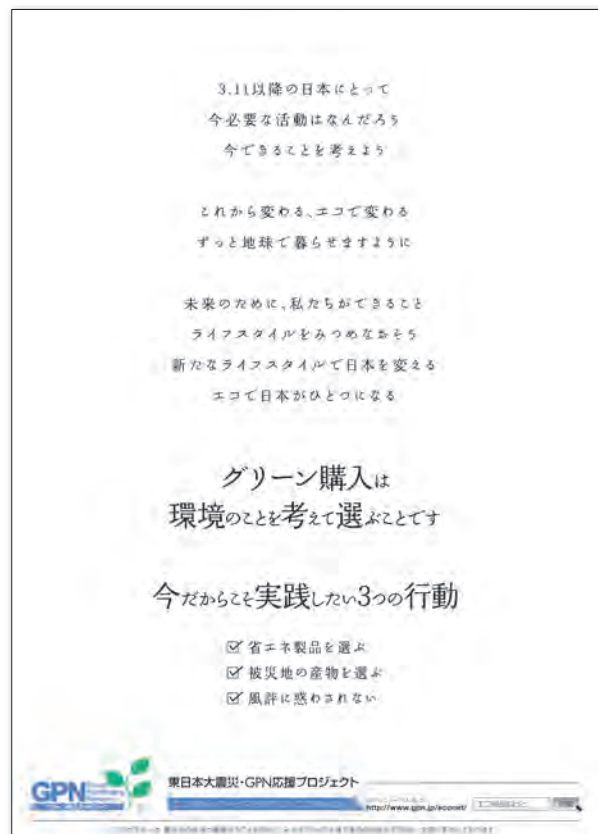 3.11以降の日本にとって
今必要な活動はなんだろう
今できることを考えよう
これから変わる、エコで変わる
ずっと地球で暮らせますように
未来のために、私たちができること
ライフスタイルをみつめなおそう
新たなライフスタイルで日本を変える
エコで日本がひとつになる
グリーン購入は
環境のことを考えて選ぶことです
今だからこそ実践したい3つの行動
省エネ製品を選ぶ
被災地の産物を選ぶ
風評に惑わされない
GPN
東日本大震災・GPN応援プロジェクト
http://www.gpn.jp/econet/